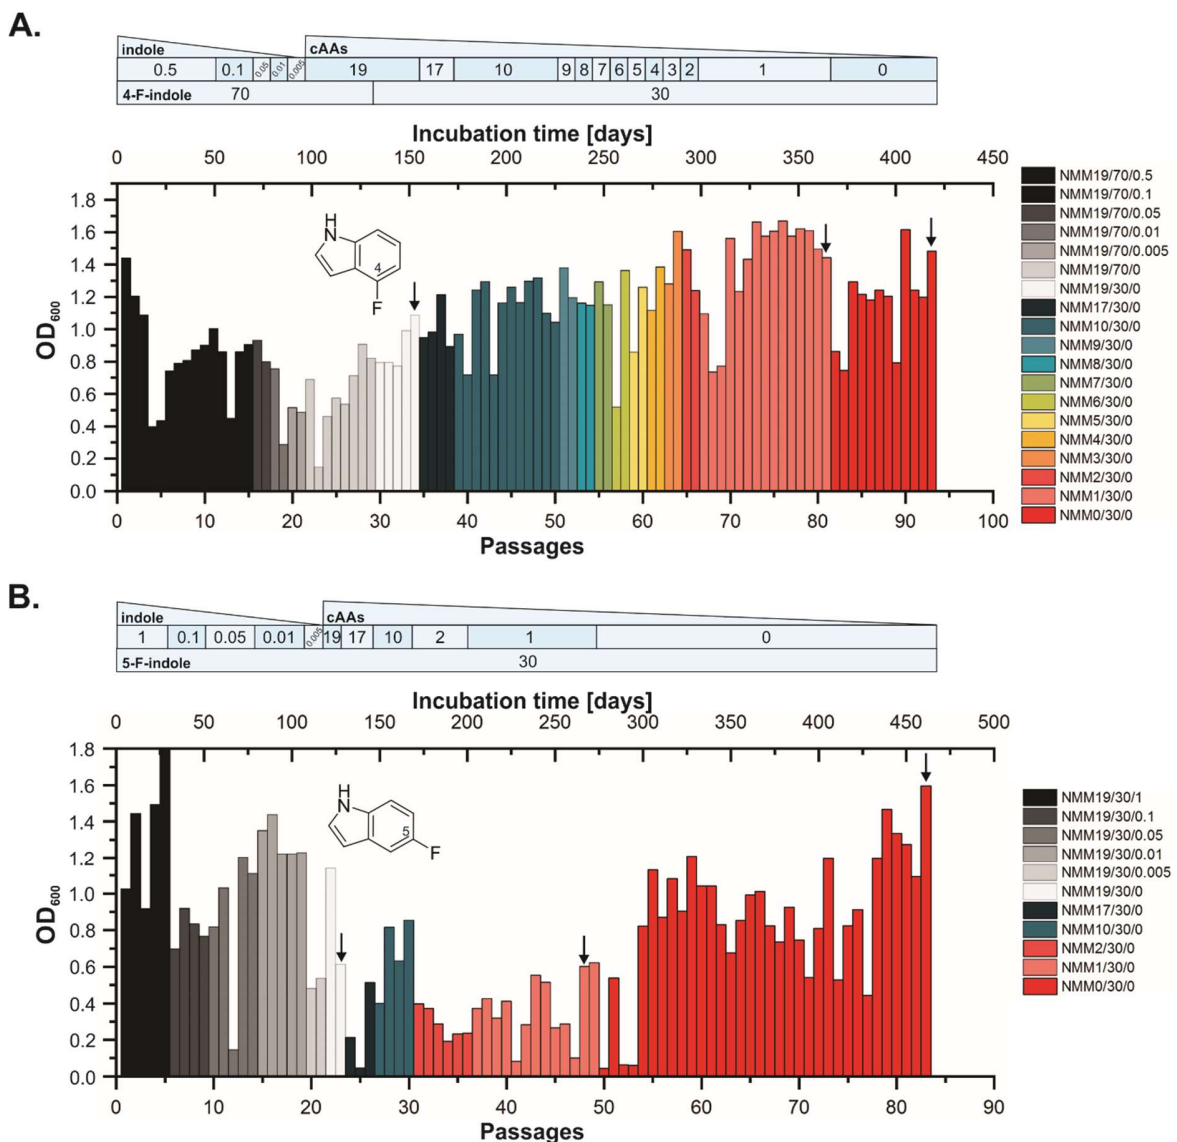 A.
indole
cAAs
0.5 0.1 0.05 0.01 0.005 19 17 10 9 8 7 6 5 4 3 2 1 0
4-F-indole 70 30
Incubation time [days]
0 50 100 150 200 250 300 350 400 450
OD600
1.8
1.6
1.4
1.2
1.0
0.8
0.6
0.4
0.2
0.0
H
N
4
F
0 10 20 30 40 50 60 70 80 90 100
Passages
NMM19/70/0.5
NMM19/70/0.1
NMM19/70/0.05
NMM19/70/0.01
NMM19/70/0.005
NMM19/70/0
NMM19/30/0
NMM17/30/0
NMM10/30/0
NMM9/30/0
NMM8/30/0
NMM7/30/0
NMM6/30/0
NMM5/30/0
NMM4/30/0
NMM3/30/0
NMM2/30/0
NMM1/30/0
NMM0/30/0
B.
indole
cAAs
1 0.1 0.05 0.01 0.005 19 17 10 2 1 0
5-F-indole 30
Incubation time [days]
0 50 100 150 200 250 300 350 400 450 500
OD600
1.8
1.6
1.4
1.2
1.0
0.8
0.6
0.4
0.2
0.0
H
N
5
F
0 10 20 30 40 50 60 70 80 90
Passages
NMM19/30/1
NMM19/30/0.1
NMM19/30/0.05
NMM19/30/0.01
NMM19/30/0.005
NMM19/30/0
NMM17/30/0
NMM10/30/0
NMM2/30/0
NMM1/30/0
NMM0/30/0